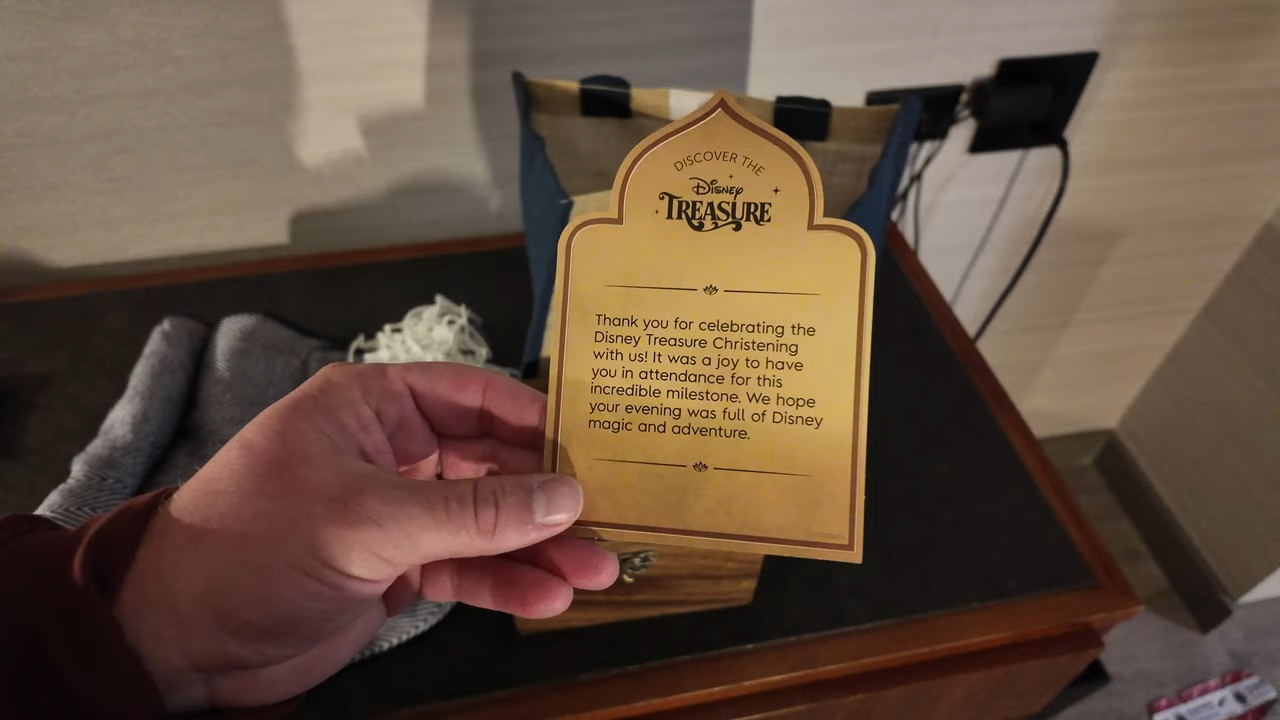 DISCOVER THE
Disney
TREASURE
Thank you for celebrating the
Disney Treasure Christening
with us! It was a joy to have
you in attendance for this
incredible milestone. We hope
your evening was full of Disney
magic and adventure.